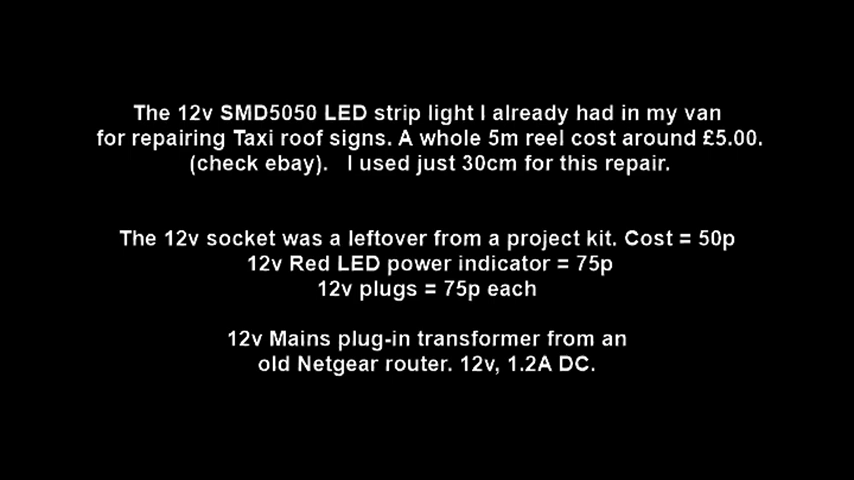 The 12v SMD5050 LED strip light I already had in my van
for repairing Taxi roof signs. A whole 5m reel cost around £5.00.
(check ebay).   I used just 30cm for this repair.
The 12v socket was a leftover from a project kit. Cost = 50p
12v Red LED power indicator = 75p
12v plugs = 75p each
12v Mains plug-in transformer from an
old Netgear router. 12v, 1.2A DC.